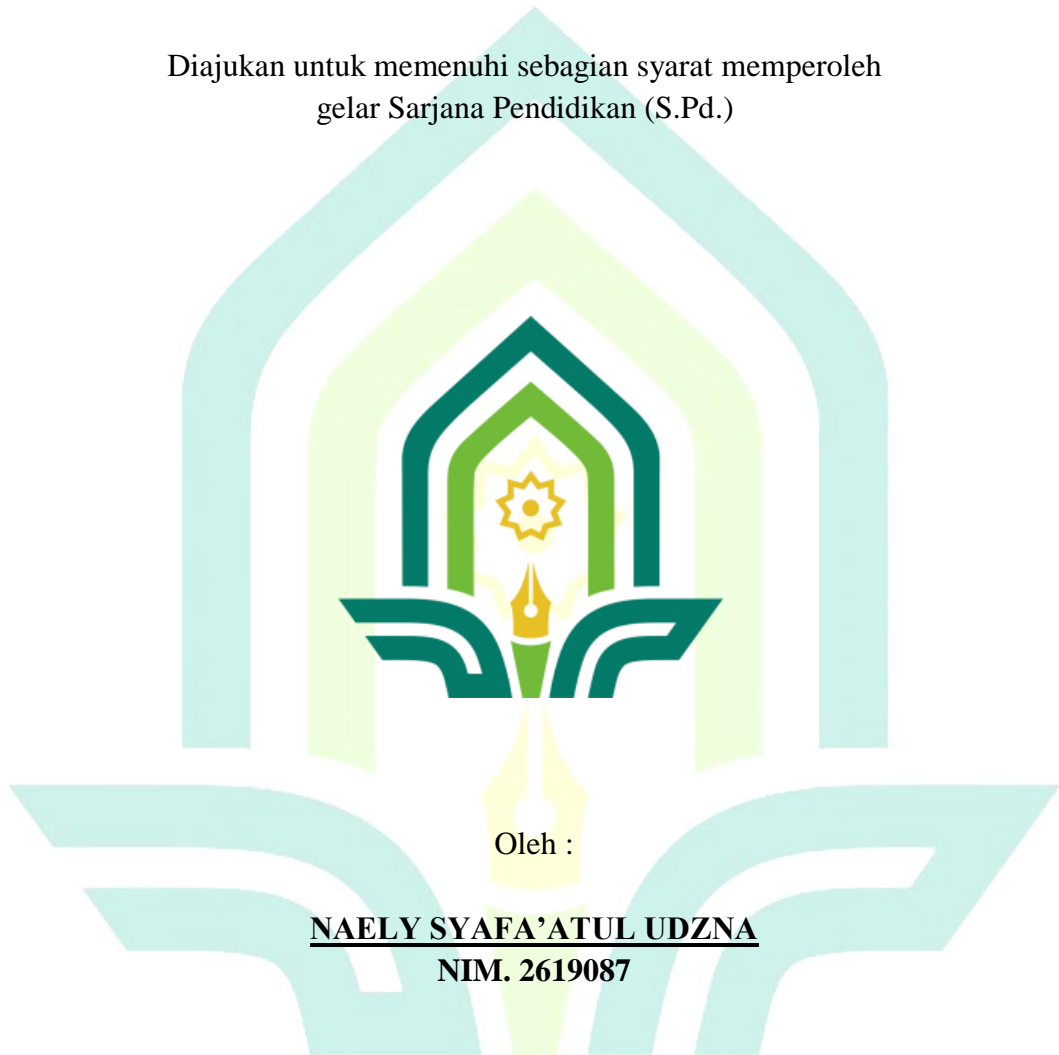 Diajukan untuk memenuhi sebagian syarat memperoleh
gelar Sarjana Pendidikan (S.Pd.)
Oleh :
NAELY SYAFA’ATUL UDZNA
NIM. 2619087